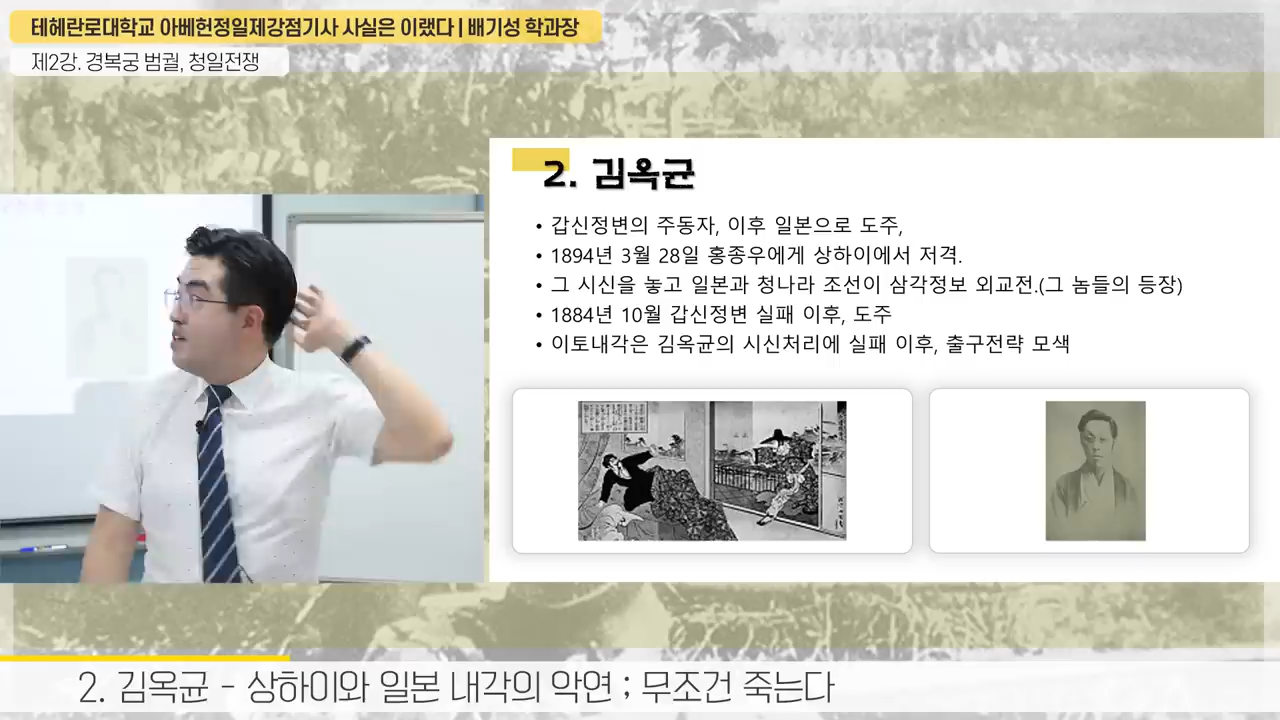 테헤란로대학교 아베헌정일제강점기사 사실은 이랬다 | 배기성 학과장
제2강. 경복궁 범궐, 청일전쟁
2. 김옥균
• 갑신정변의 주동자, 이후 일본으로 도주,
• 1894년 3월 28일 홍종우에게 상하이에서 저격.
• 그 시신을 놓고 일본과 청나라 조선이 삼각정보 외교전.(그 놈들의 등장)
• 1884년 10월 갑신정변 실패 이후, 도주
• 이토내각은 김옥균의 시신처리에 실패 이후, 출구전략 모색
2. 김옥균 - 상하이와 일본 내각의 악연 ; 무조건 죽는다